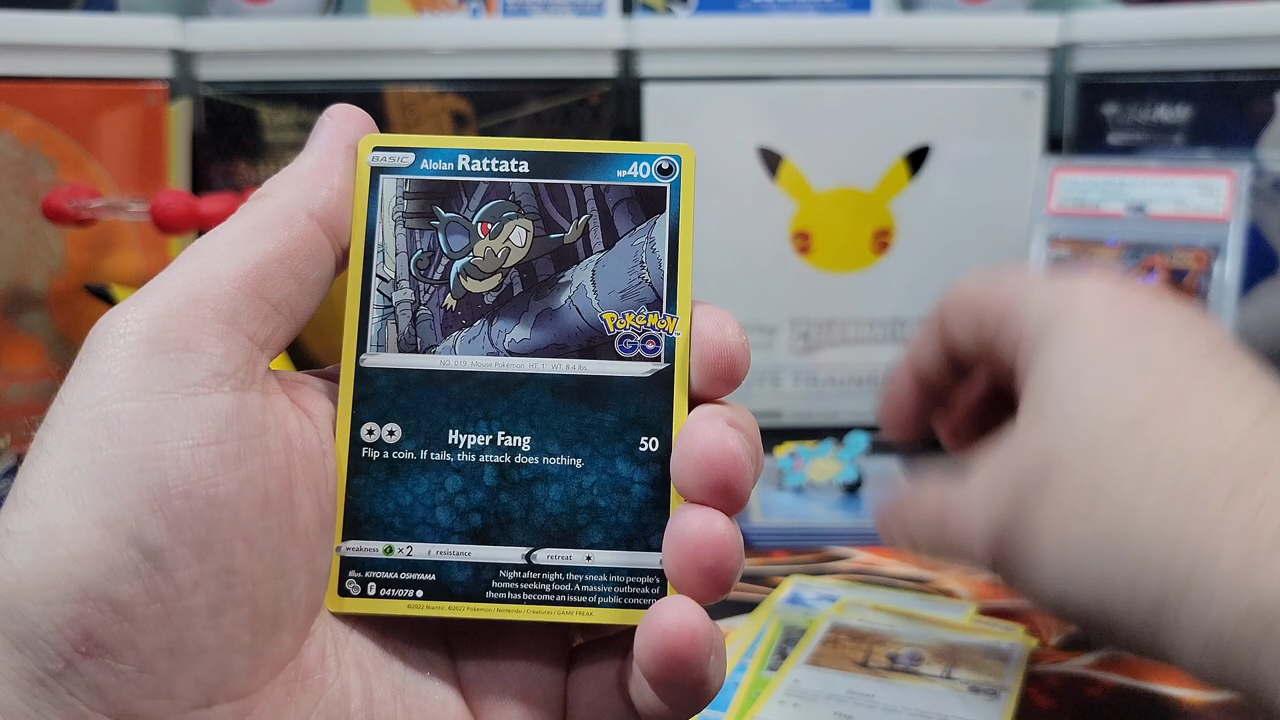 BASIC Alolan Rattata HP 40
Pokémon
GO
NO. 019 Mouse Pokémon HT: 1' WT: 8.4 lbs.
Hyper Fang 50
Flip a coin. If tails, this attack does nothing.
weakness ×2 resistance retreat
Illus. KIYOTAKA OSHIYAMA
F 041/078
Night after night, they sneak into people's
homes seeking food. A massive outbreak of
them has become an issue of public concern.
©2022 Niantic. ©2022 Pokémon / Nintendo / Creatures / GAME FREAK.